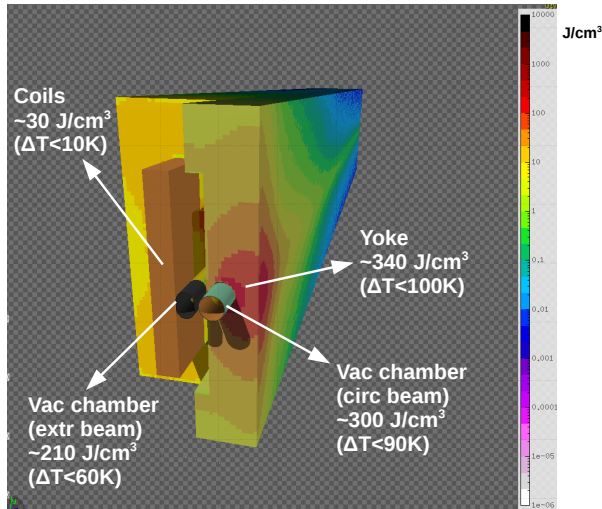 J/cm³
10000
1000
100
10
1
0.1
0.01
0.001
0.0001
1e-05
1e-06
Coils
~30 J/cm³
(ΔT<10K)
Yoke
~340 J/cm³
(ΔT<100K)
Vac chamber
(circ beam)
~300 J/cm³
(ΔT<90K)
Vac chamber
(extr beam)
~210 J/cm³
(ΔT<60K)